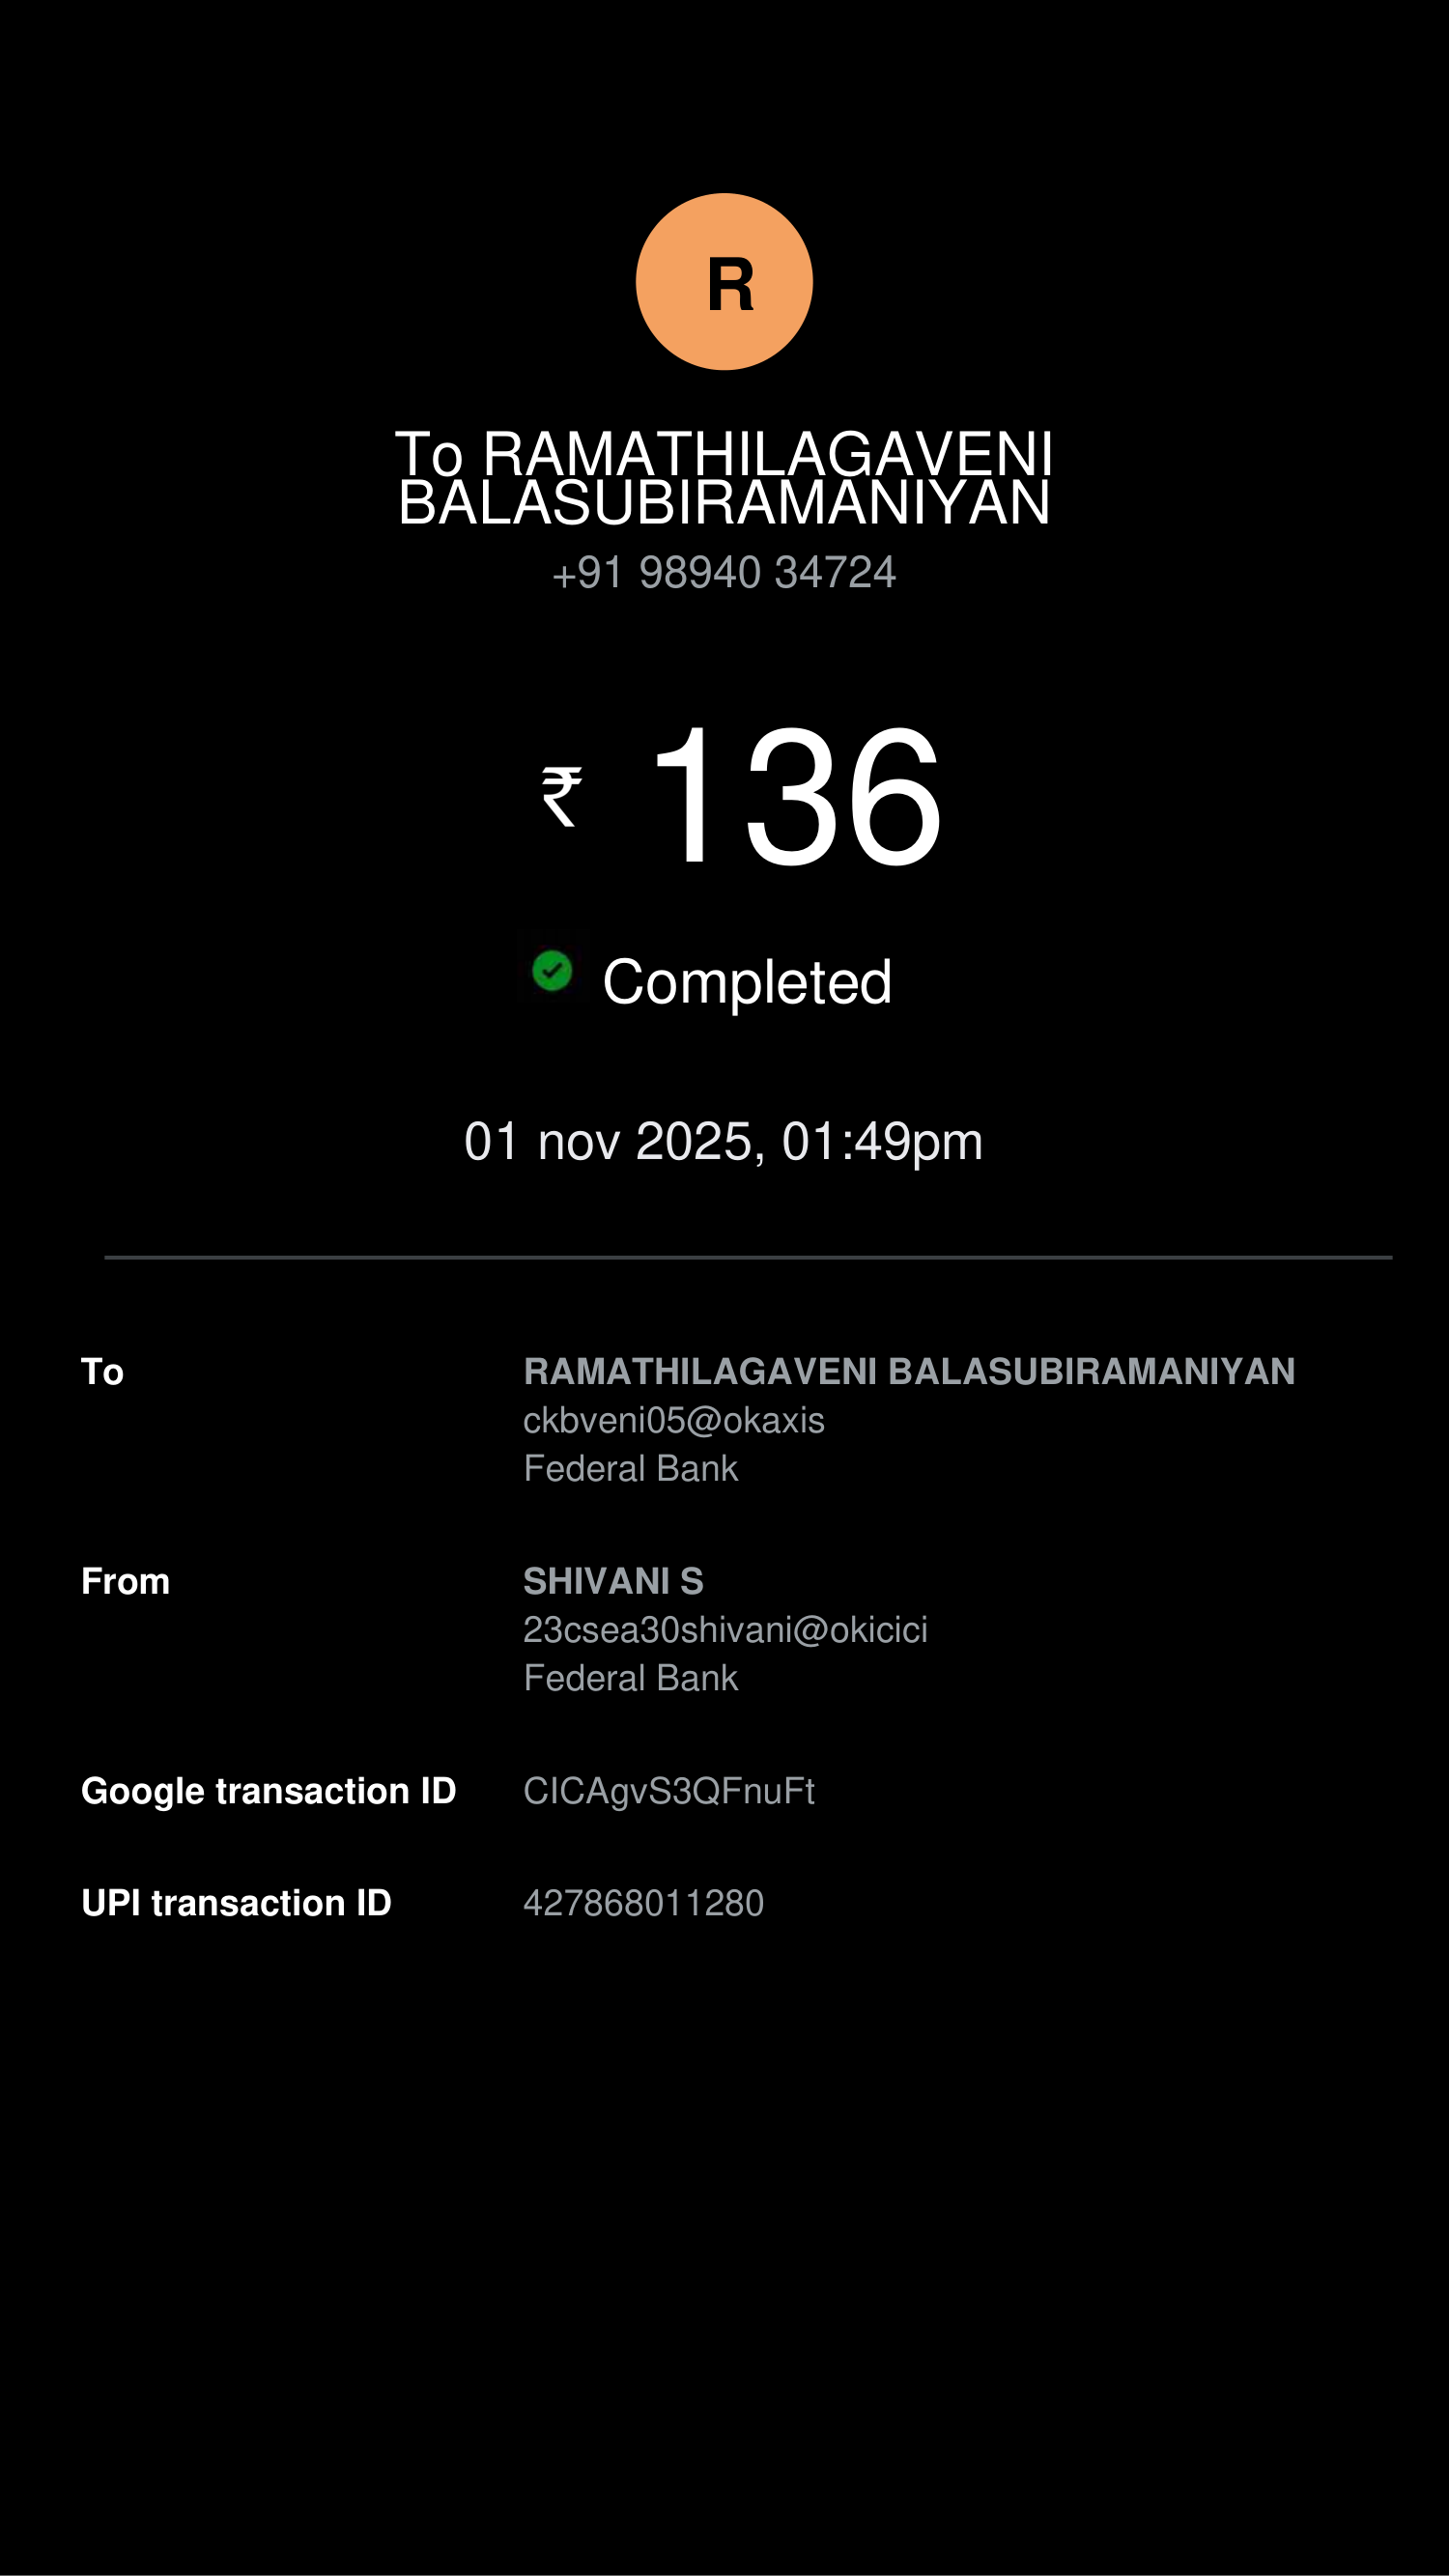 R
To RAMATHILAGAVENI
BALASUBIRAMANIYAN
+91 98940 34724
₹ 136
Completed
01 nov 2025, 01:49pm
To RAMATHILAGAVENI BALASUBIRAMANIYAN
ckbveni05@okaxis
Federal Bank
From SHIVANI S
23csea30shivani@okicici
Federal Bank
Google transaction ID CICAgvS3QFnuFt
UPI transaction ID 427868011280